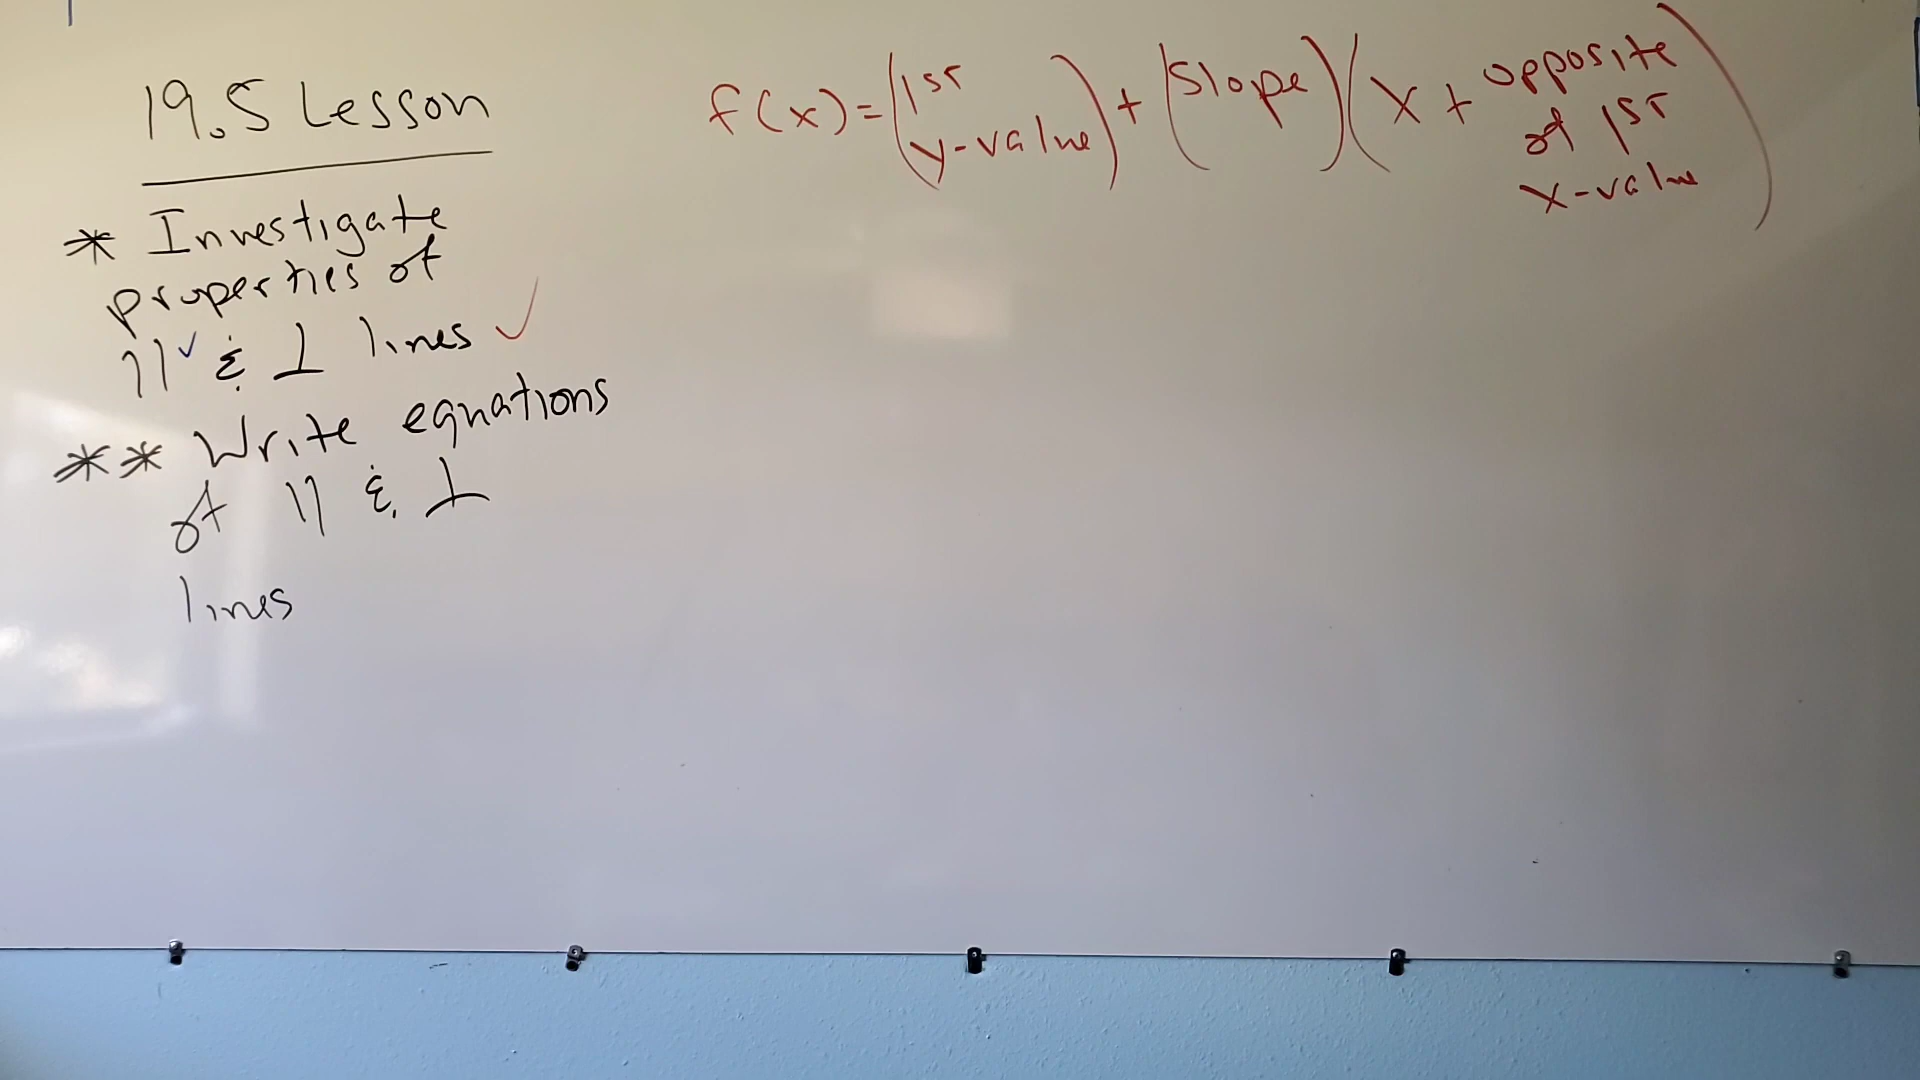 19.5 Lesson
* Investigate
properties of
|| ✓ & ⊥ lines ✓
** Write equations
of || & ⊥
lines
f(x) = (1ST y-value) + (Slope)(x + opposite of 1ST x-value)